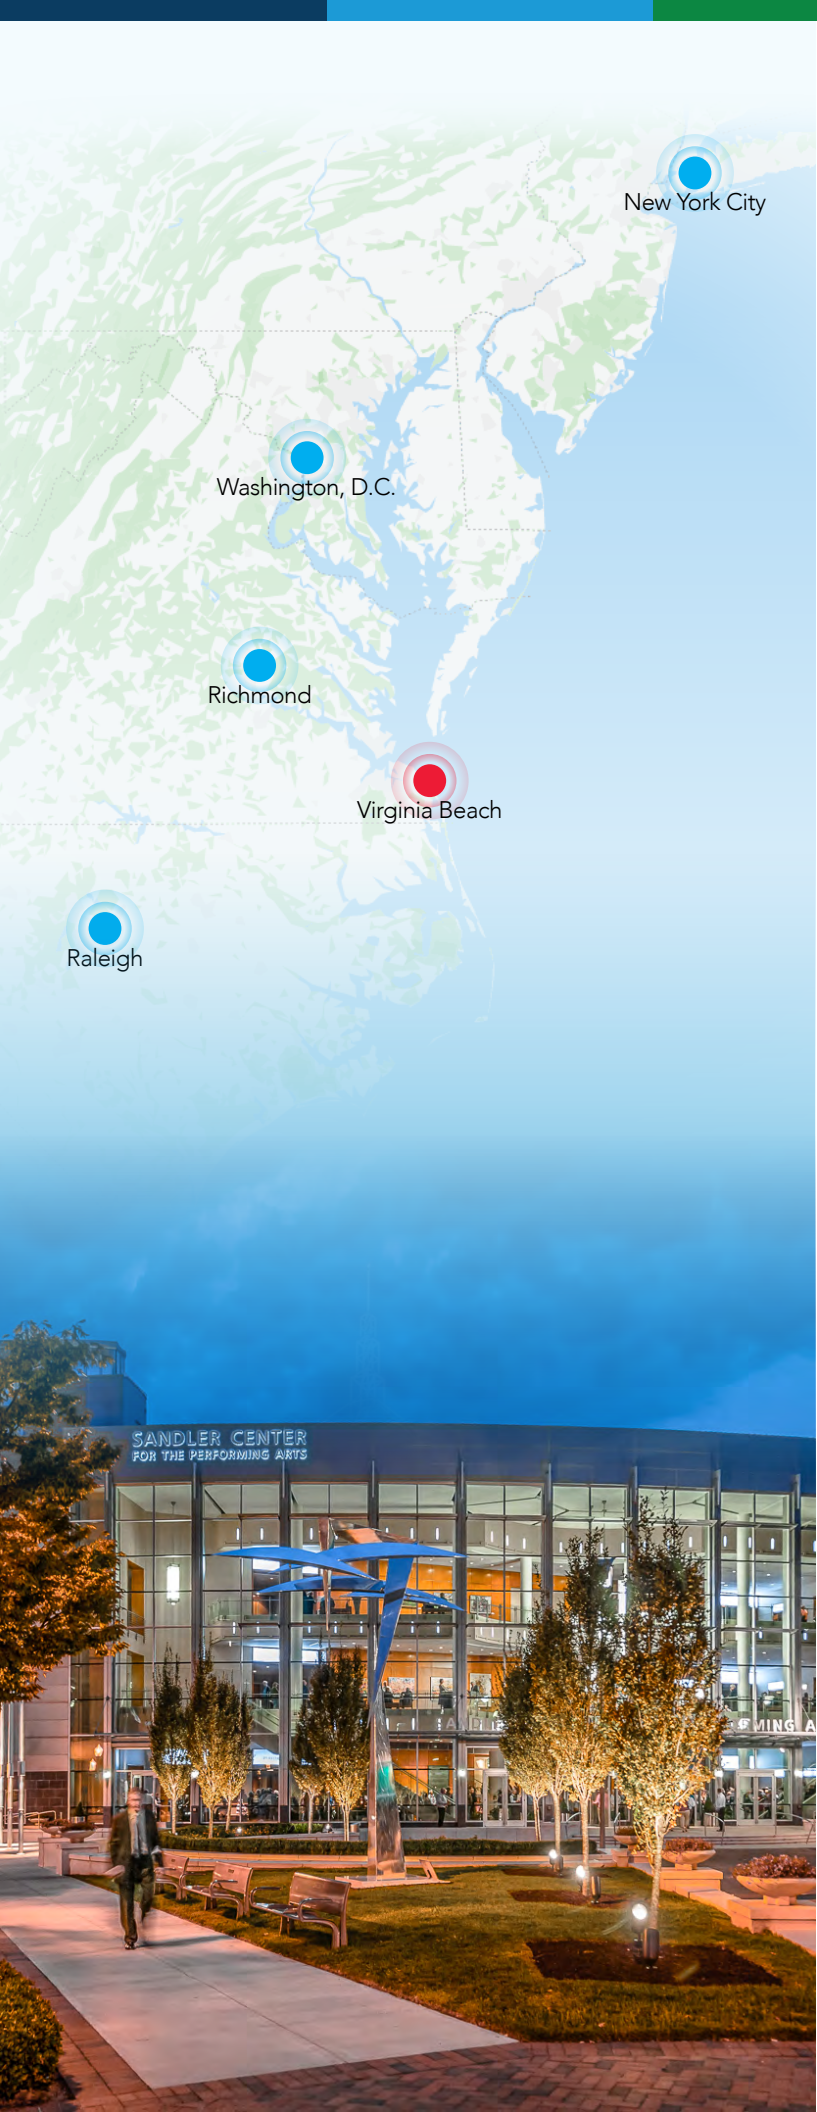 New York City
Washington, D.C.
Richmond
Virginia Beach
Raleigh
SANDLER CENTER
FOR THE PERFORMING ARTS